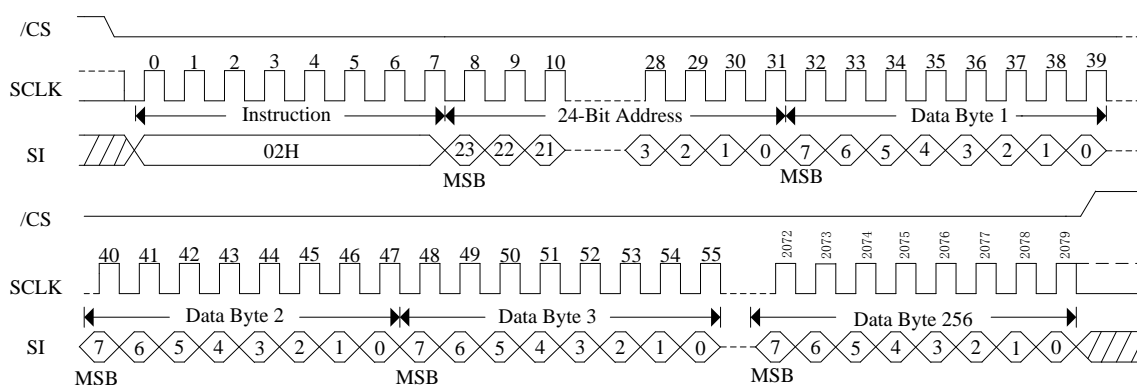 /CS
0 1 2 3 4 5 6 7 8 9 10 28 29 30 31 32 33 34 35 36 37 38 39
SCLK
Instruction 24-Bit Address Data Byte 1
SI 02H 23 22 21 3 2 1 0 7 6 5 4 3 2 1 0
MSB MSB
/CS
40 41 42 43 44 45 46 47 48 49 50 51 52 53 54 55 2072 2073 2074 2075 2076 2077 2078 2079
SCLK
Data Byte 2 Data Byte 3 Data Byte 256
SI 7 6 5 4 3 2 1 0 7 6 5 4 3 2 1 0 7 6 5 4 3 2 1 0
MSB MSB MSB